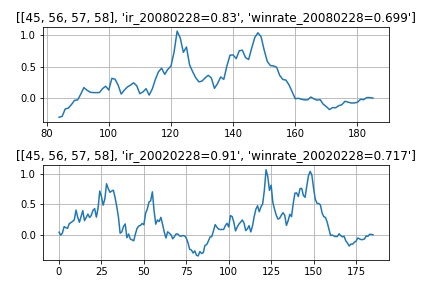 [[45, 56, 57, 58], 'ir_20080228=0.83', 'winrate_20080228=0.699']
1.0
0.5
0.0
80 100 120 140 160 180
[[45, 56, 57, 58], 'ir_20020228=0.91', 'winrate_20020228=0.717']
1.0
0.5
0.0
0 25 50 75 100 125 150 175